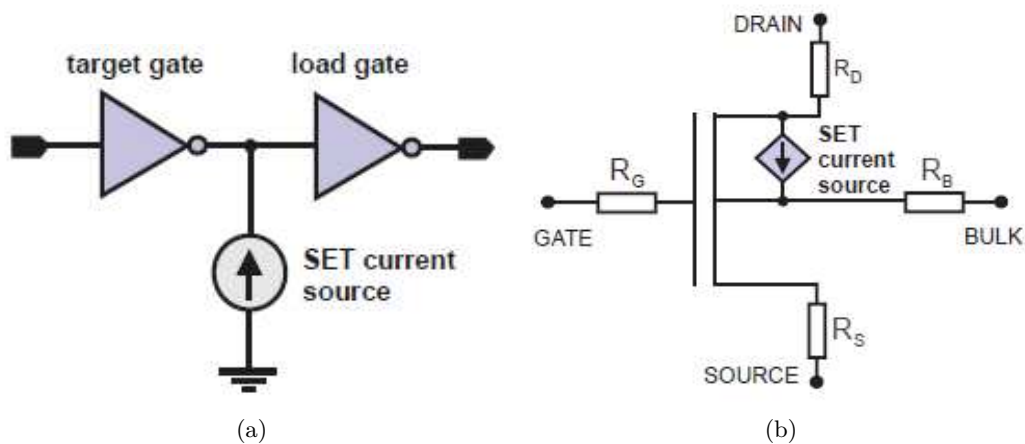 target gate
load gate
SET current
source
(a)
DRAIN
R_D
SET
current
source
R_G
R_B
GATE
BULK
R_S
SOURCE
(b)